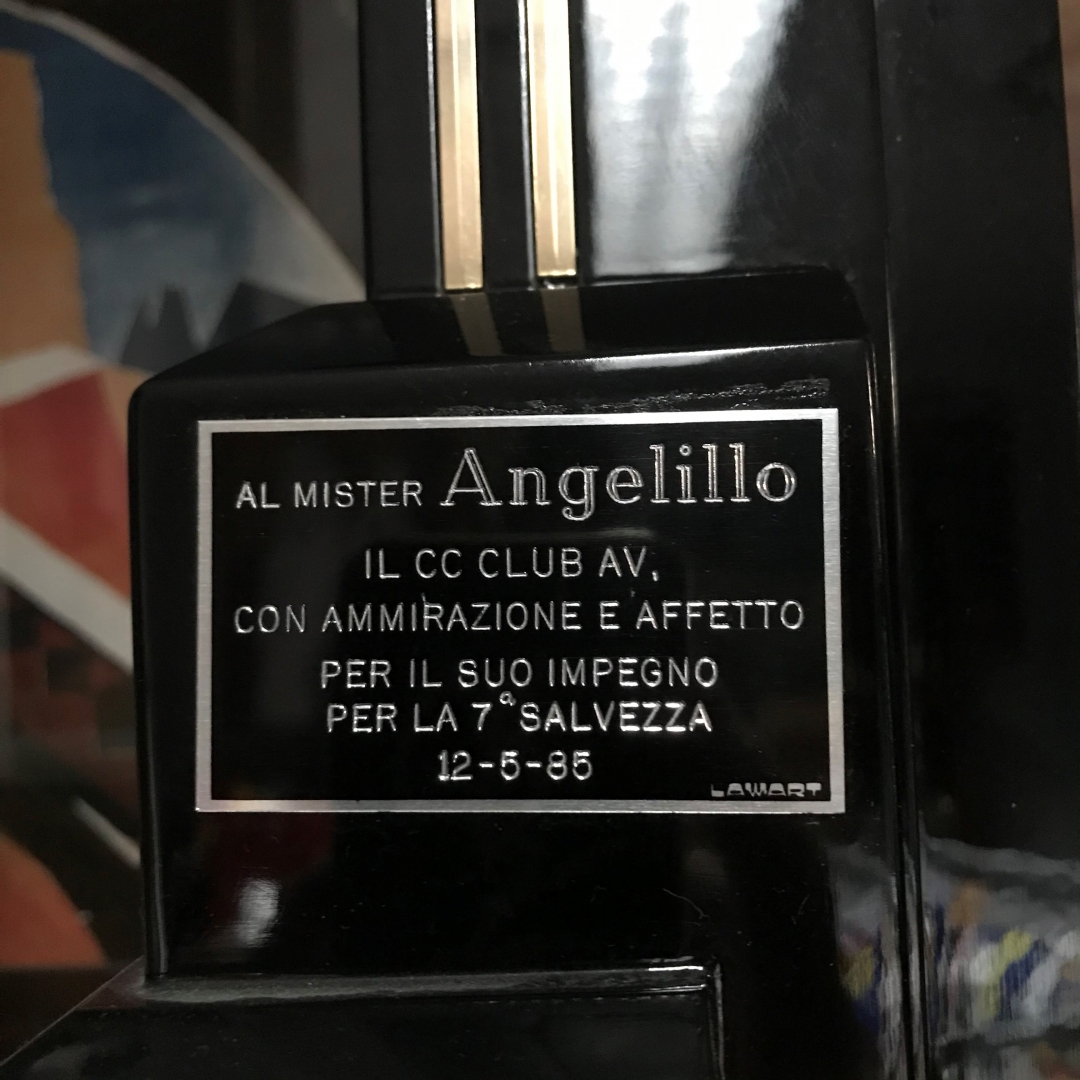 AL MISTER Angelillo
IL CC CLUB AV,
CON AMMIRAZIONE E AFFETTO
PER IL SUO IMPEGNO
PER LA 7ª SALVEZZA
12-5-85
LAWART